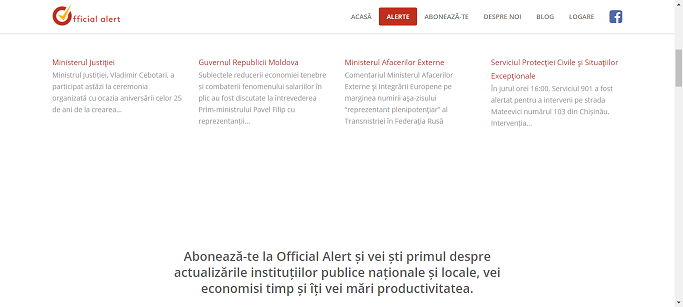 fficial alert
ACASĂ ALERTE ABONEAZĂ-TE DESPRE NOI BLOG LOGARE
Ministerul Justiției
Ministrul Justiției, Vladimir Cebotari, a
participat astăzi la ceremonia
organizată cu ocazia aniversării celor 25
de ani de la crearea...
Guvernul Republicii Moldova
Subiectele reducerii economiei tenebre
și combaterii fenomenului salariilor în
plic au fost discutate la întrevederea
Prim-ministrului Pavel Filip cu
reprezentanții...
Ministerul Afacerilor Externe
Comentariul Ministerul Afacerilor
Externe şi Integrării Europene pe
marginea numirii aşa-zisului
"reprezentant plenipotenţiar" al
Transnistriei în Federaţia Rusă
Serviciul Protecției Civile și Situațiilor
Excepționale
În jurul orei 16:00, Serviciul 901 a fost
alertat pentru a interveni pe strada
Mateevici numărul 103 din Chișinău.
Intervenția...
Abonează-te la Official Alert și vei ști primul despre
actualizările instituțiilor publice naționale și locale, vei
economisi timp și îți vei mări productivitatea.